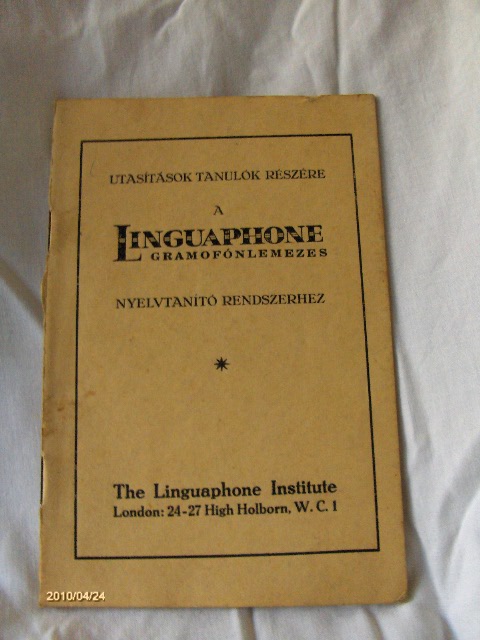 UTASÍTÁSOK TANULÓK RÉSZÉRE
A
LINGUAPHONE
GRAMOFÓNLEMEZES
NYELVTANÍTÓ RENDSZERHEZ
The Linguaphone Institute
London: 24-27 High Holborn, W. C. 1
2010/04/24